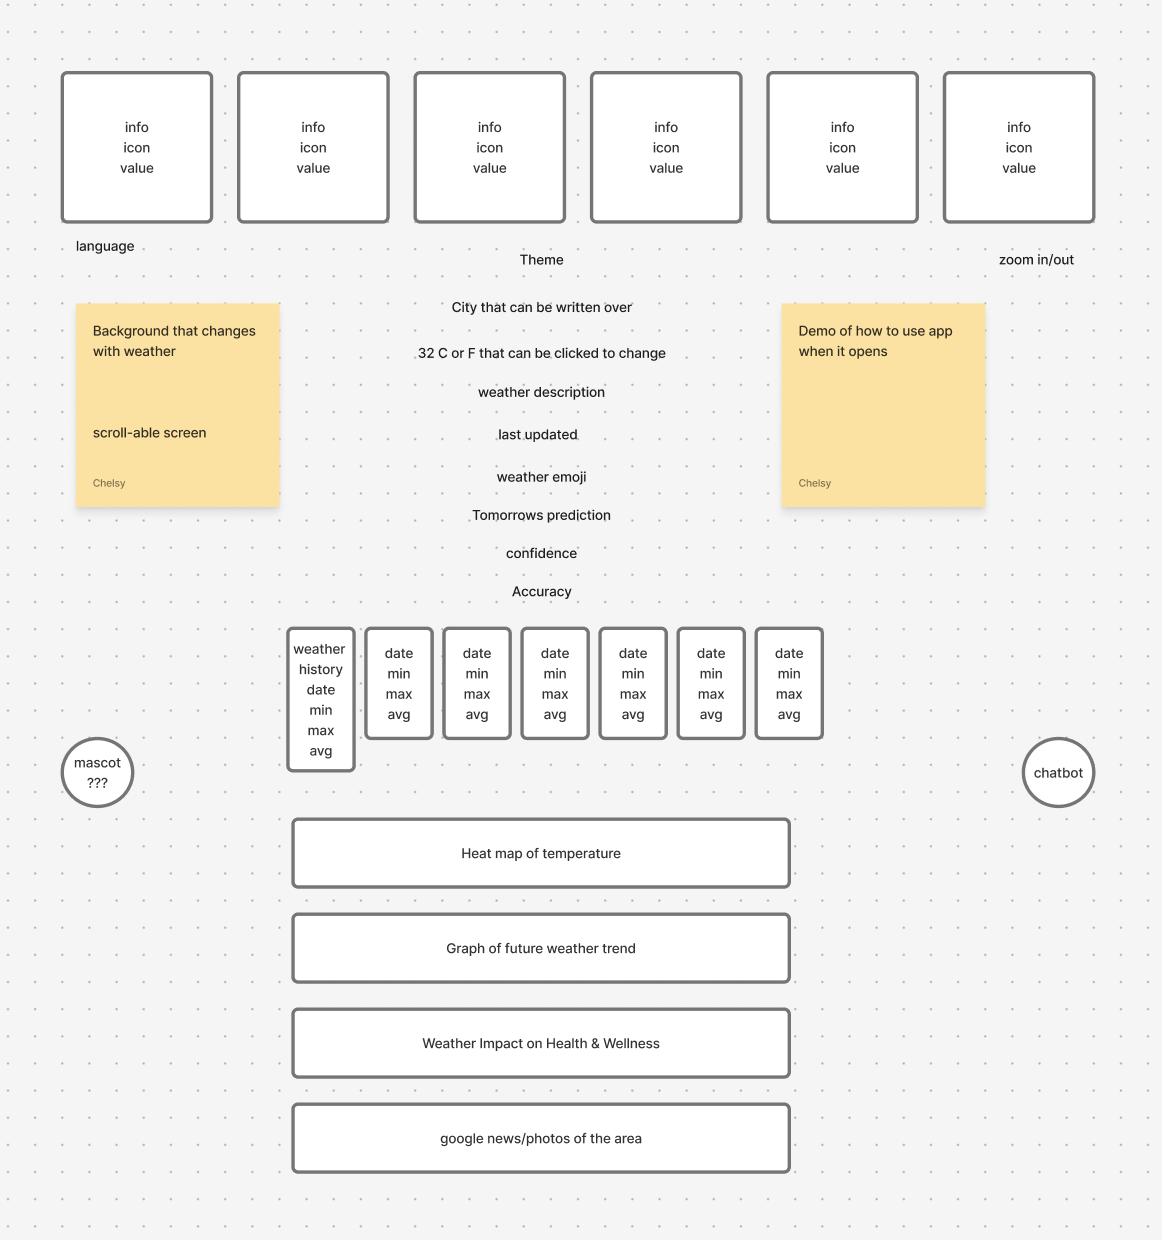 info
icon
value
info
icon
value
info
icon
value
info
icon
value
info
icon
value
info
icon
value
language
Theme
zoom in/out
Background that changes
with weather
scroll-able screen
Chelsy
City that can be written over
32 C or F that can be clicked to change
weather description
last updated
weather emoji
Tomorrows prediction
confidence
Accuracy
Demo of how to use app
when it opens
Chelsy
weather
history
date
min
max
avg
date
min
max
avg
date
min
max
avg
date
min
max
avg
date
min
max
avg
date
min
max
avg
date
min
max
avg
mascot
???
chatbot
Heat map of temperature
Graph of future weather trend
Weather Impact on Health & Wellness
google news/photos of the area